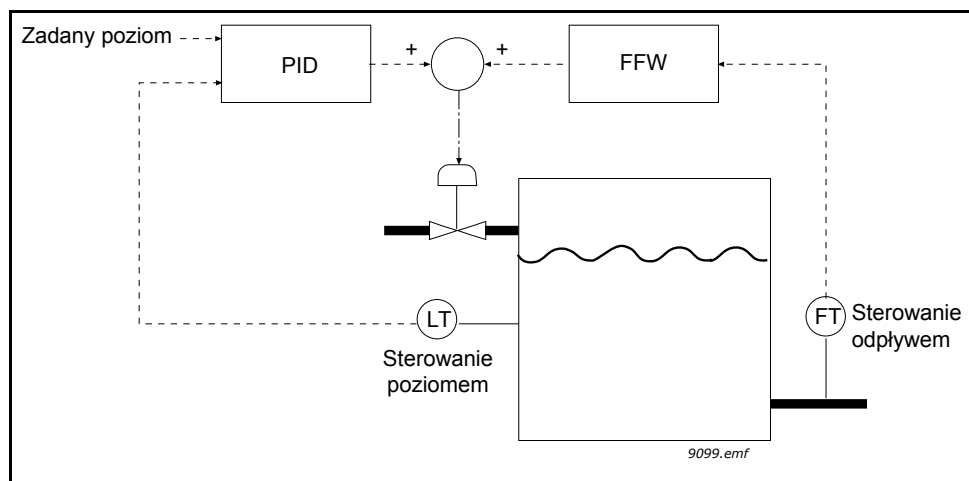 Zadany poziom
PID
+
+
FFW
LT
Sterowanie
poziomem
FT
Sterowanie
odpływem
9099.emf